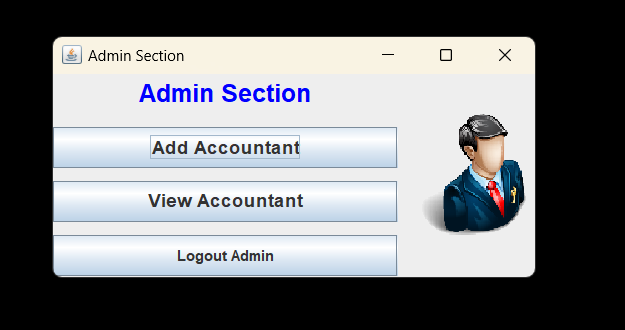 Admin Section
Admin Section
Add Accountant
View Accountant
Logout Admin